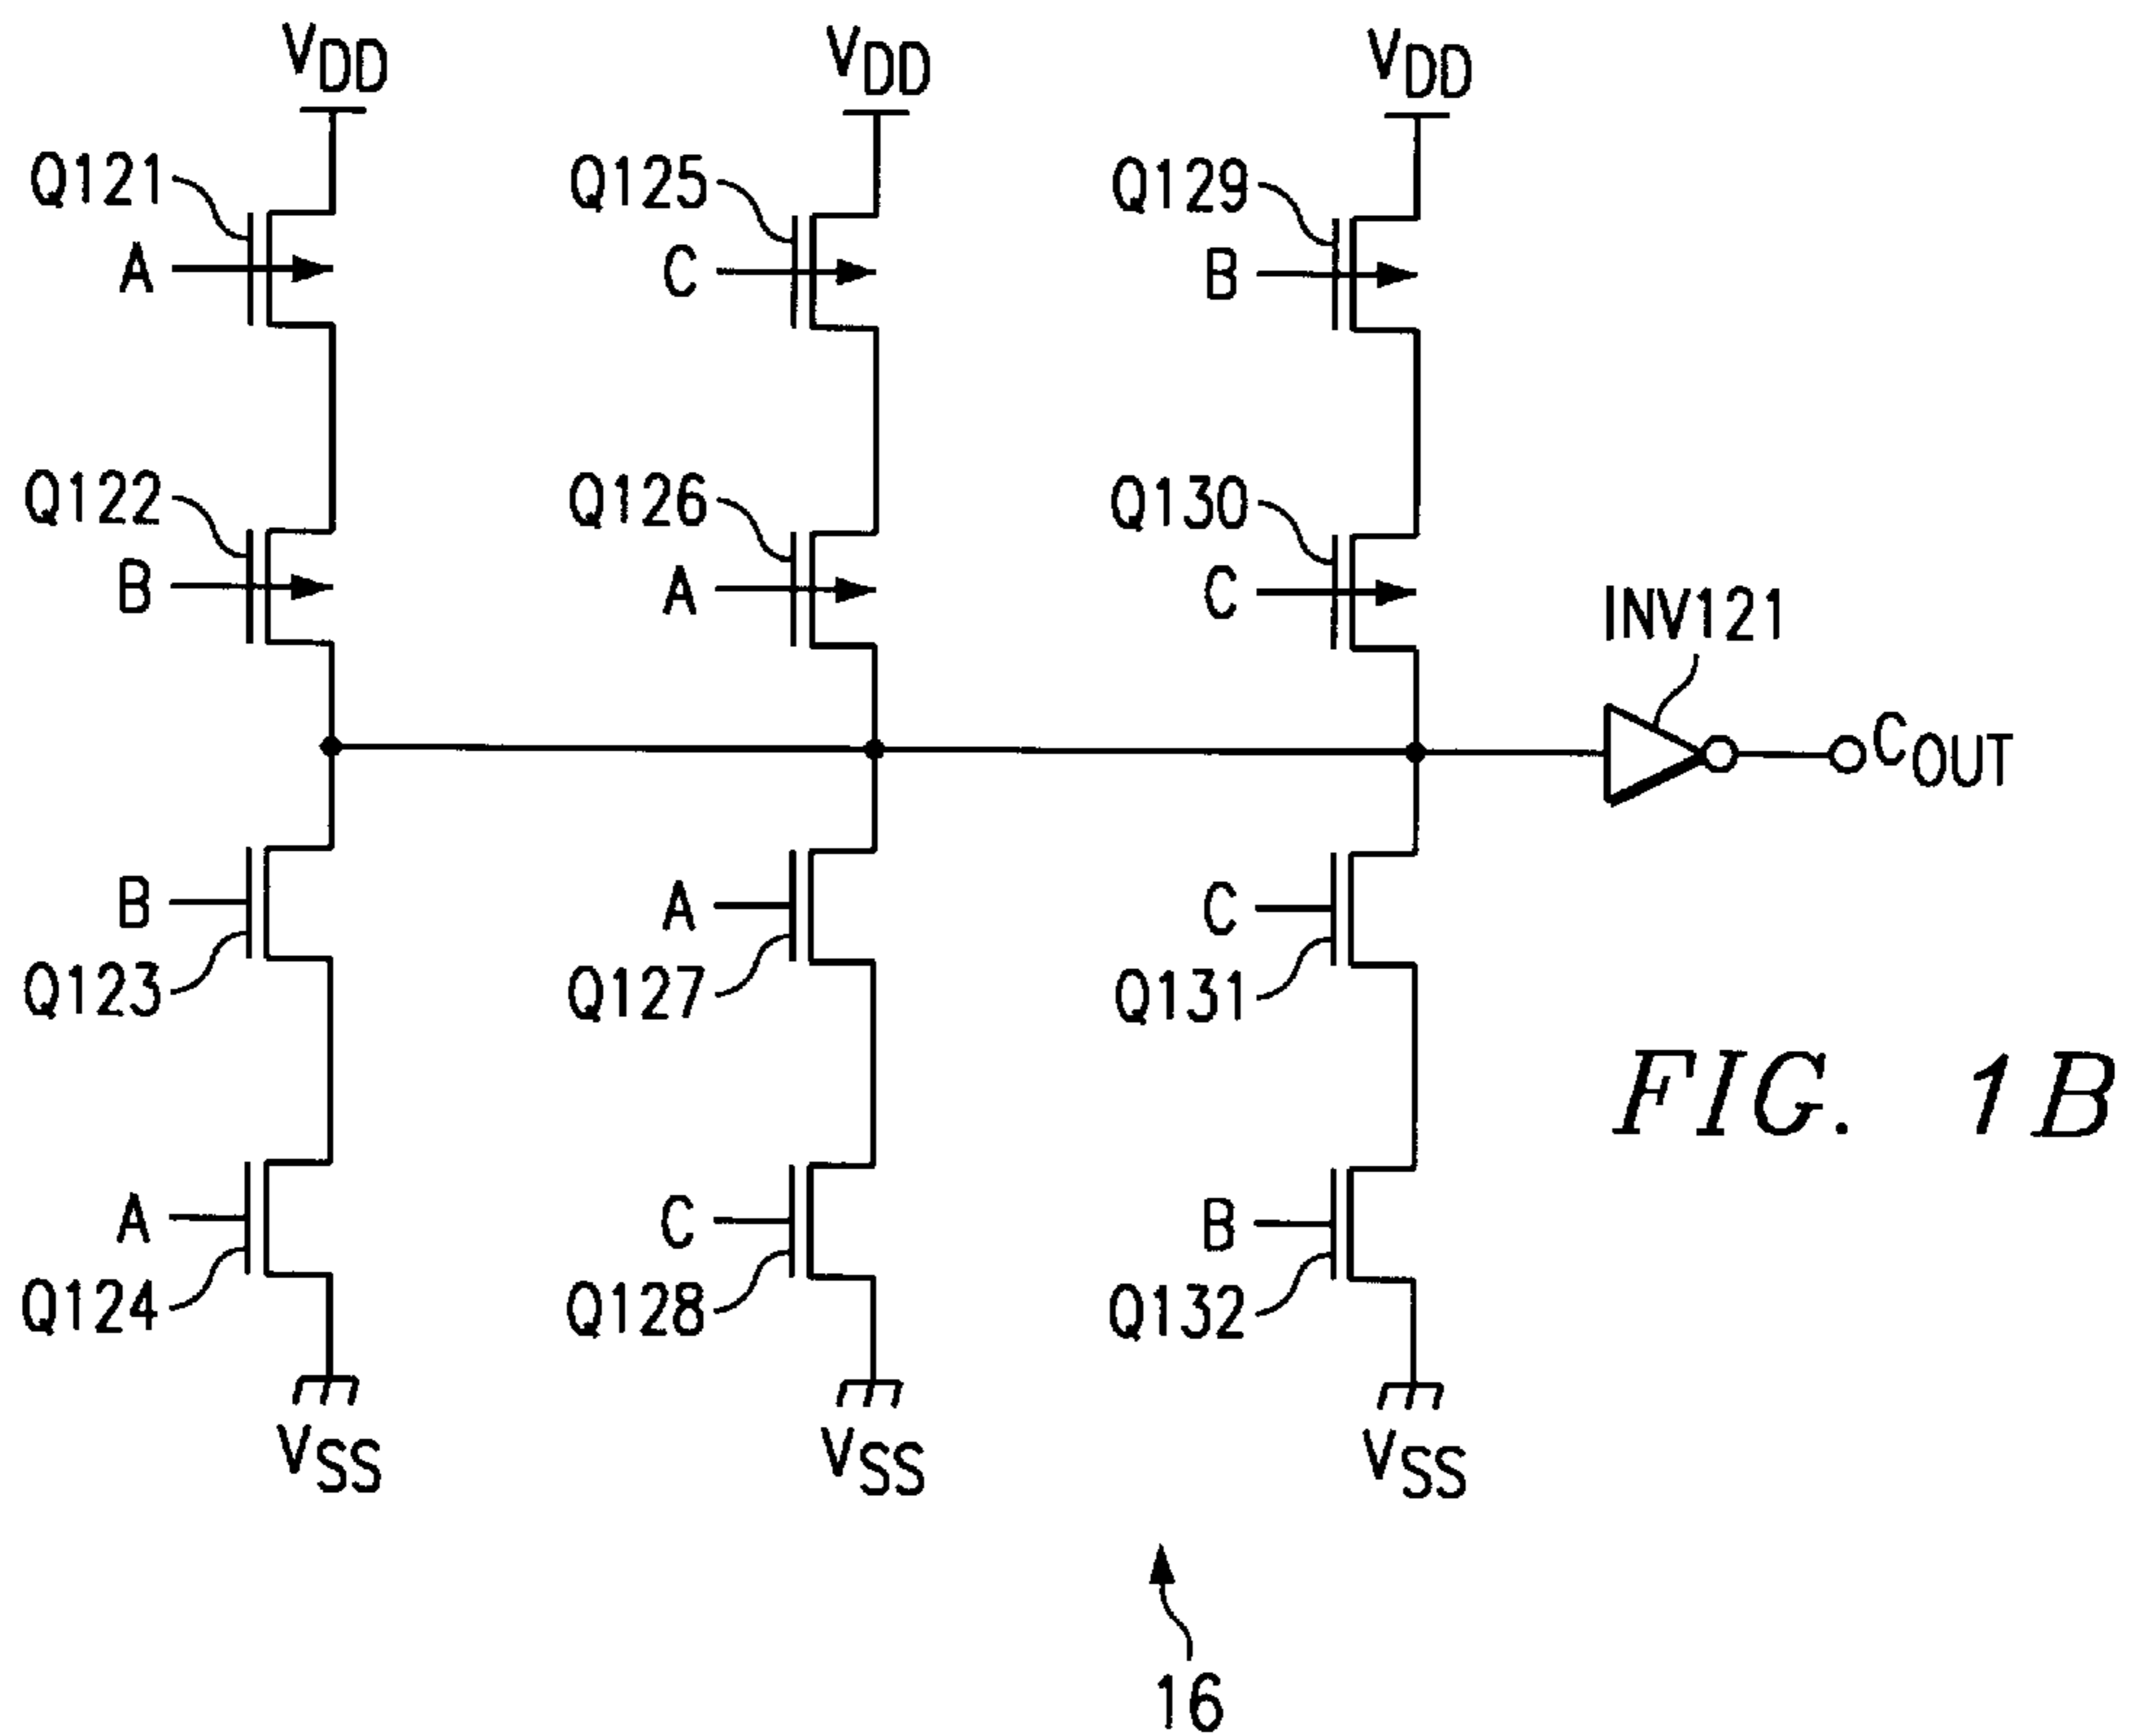 VDD VDD VDD
Q121 Q125 Q129
A C B
Q122 Q126 Q130
B A C
INV121
COUT
B A C
Q123 Q127 Q131
FIG. 1B
A C B
Q124 Q128 Q132
VSS VSS VSS
16